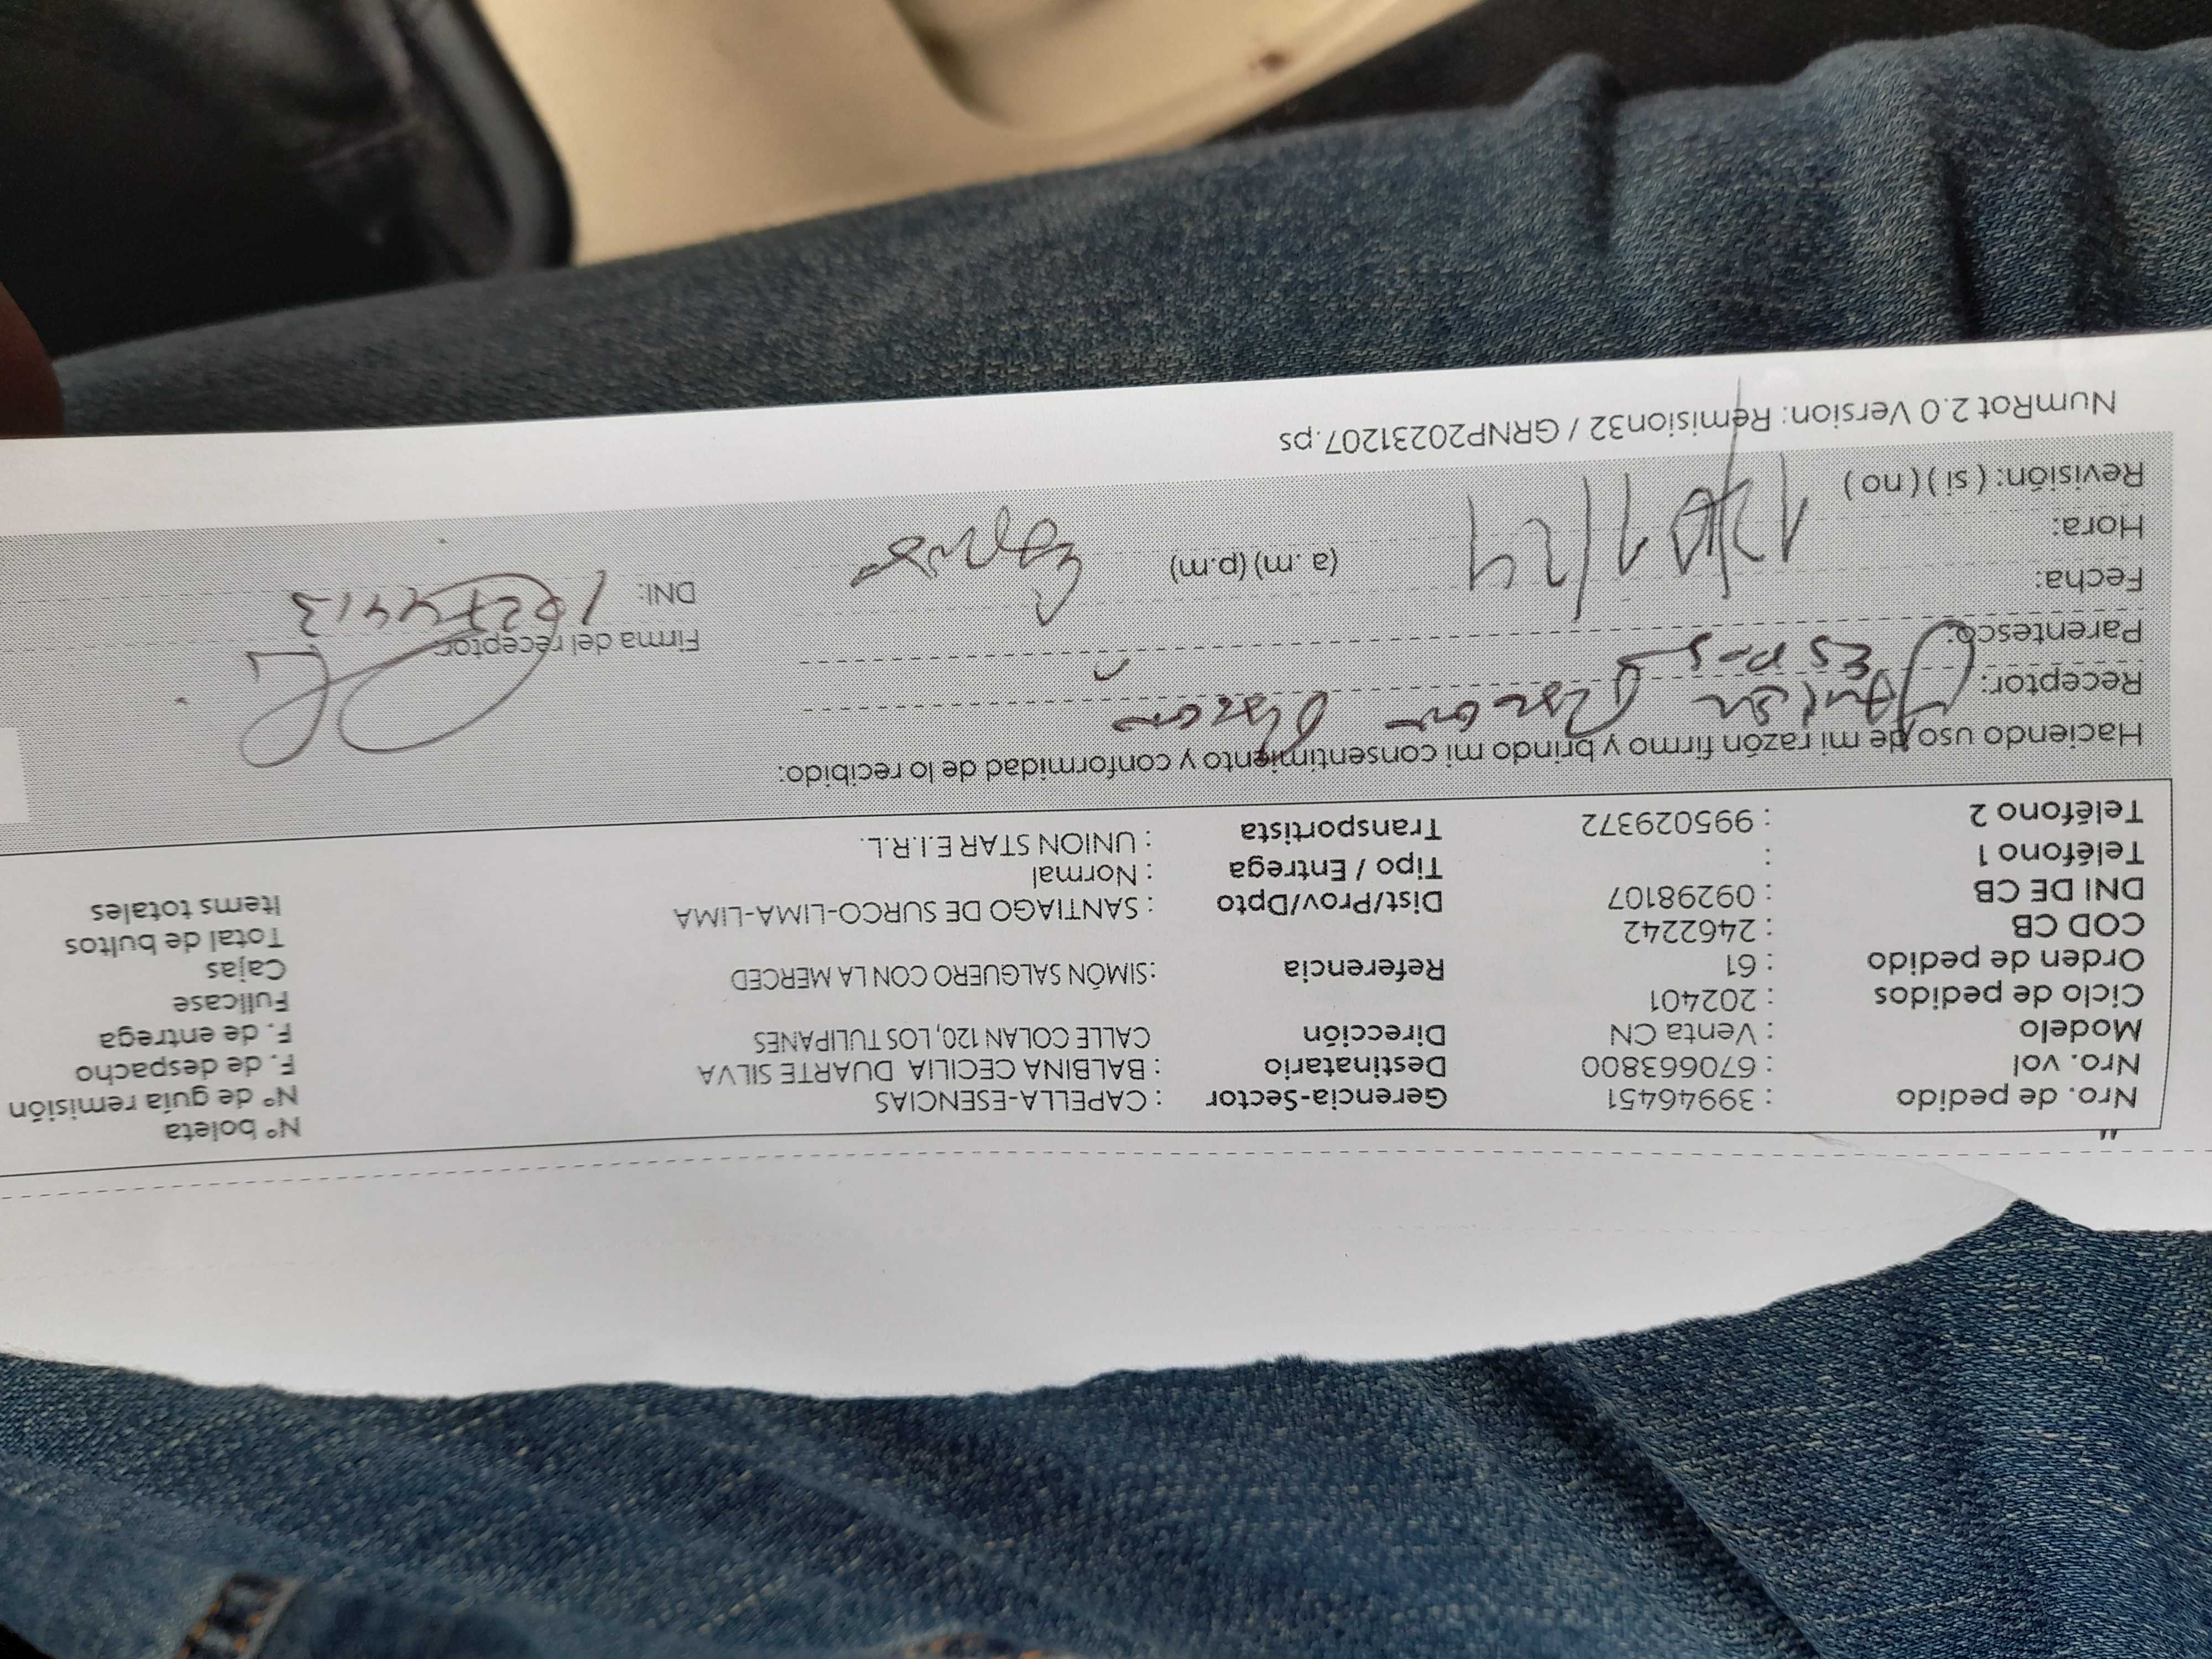 Nro. de pedido : 39946451 Gerencia-Sector : CAPELLA-ESENCIAS Nº boleta
Nro. vol : 670663800 Destinatario : BALBINA CECILIA DUARTE SILVA Nº de guia remisión
Modelo : Venta CN Dirección CALLE COLAN 120, LOS TULIPANES F. de despacho
Ciclo de pedidos : 202401 F. de entrega
Orden de pedido : 61 Referencia :SIMÓN SALGUERO CON LA MERCED Fullcase
COD CB : 2462242 Cajas
DNI DE CB : 09298107 Dist/Prov/Dpto : SANTIAGO DE SURCO-LIMA-LIMA Total de bultos
Teléfono 1 : Tipo / Entrega : Normal Items totales
Teléfono 2 : 995029372 Transportista : UNION STAR E.I.R.L.
Haciendo uso de mi razón firmo y brindo mi consentimiento y conformidad de lo recibido:
Receptor:
Parentesco: Firma del receptor:
Fecha: DNI:
Hora: (a.m) (p.m)
Revisión: ( si ) ( no )
NumRot 2.0 Version: Remision32 / GRNP20231207.ps